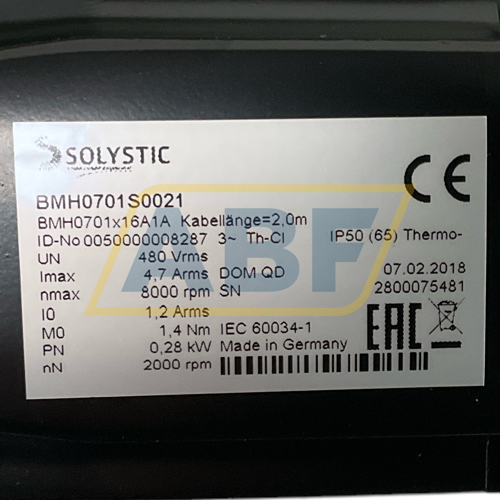 SOLYSTIC
CE
BMH0701S0021
BMH0701x16A1A Kabellänge=2,0m
ID-No 0050000008287 3~ Th-Cl IP50 (65) Thermo-
UN 480 Vrms
Imax 4,7 Arms DOM QD 07.02.2018
nmax 8000 rpm SN 2800075481
I0 1,2 Arms
M0 1,4 Nm IEC 60034-1
PN 0,28 kW Made in Germany
nN 2000 rpm
EAC
ABF